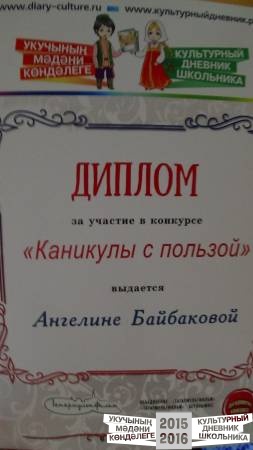 www.diary-culture.ru www.культурныйдневник.р
УКУЧЫНЫҢ
МӘДӘНИ
КӨНДӘЛЕГЕ
КУЛЬТУРНЫЙ
ДНЕВНИК
ШКОЛЬНИКА
ДИПЛОМ
за участие в конкурсе
«Каникулы с пользой»
выдается
Ангелине Байбаковой
УКУЧЫНЫҢ
МӘДӘНИ
КӨНДӘЛЕГЕ
2015
2016
КУЛЬТУРНЫЙ
ДНЕВНИК
ШКОЛЬНИКА